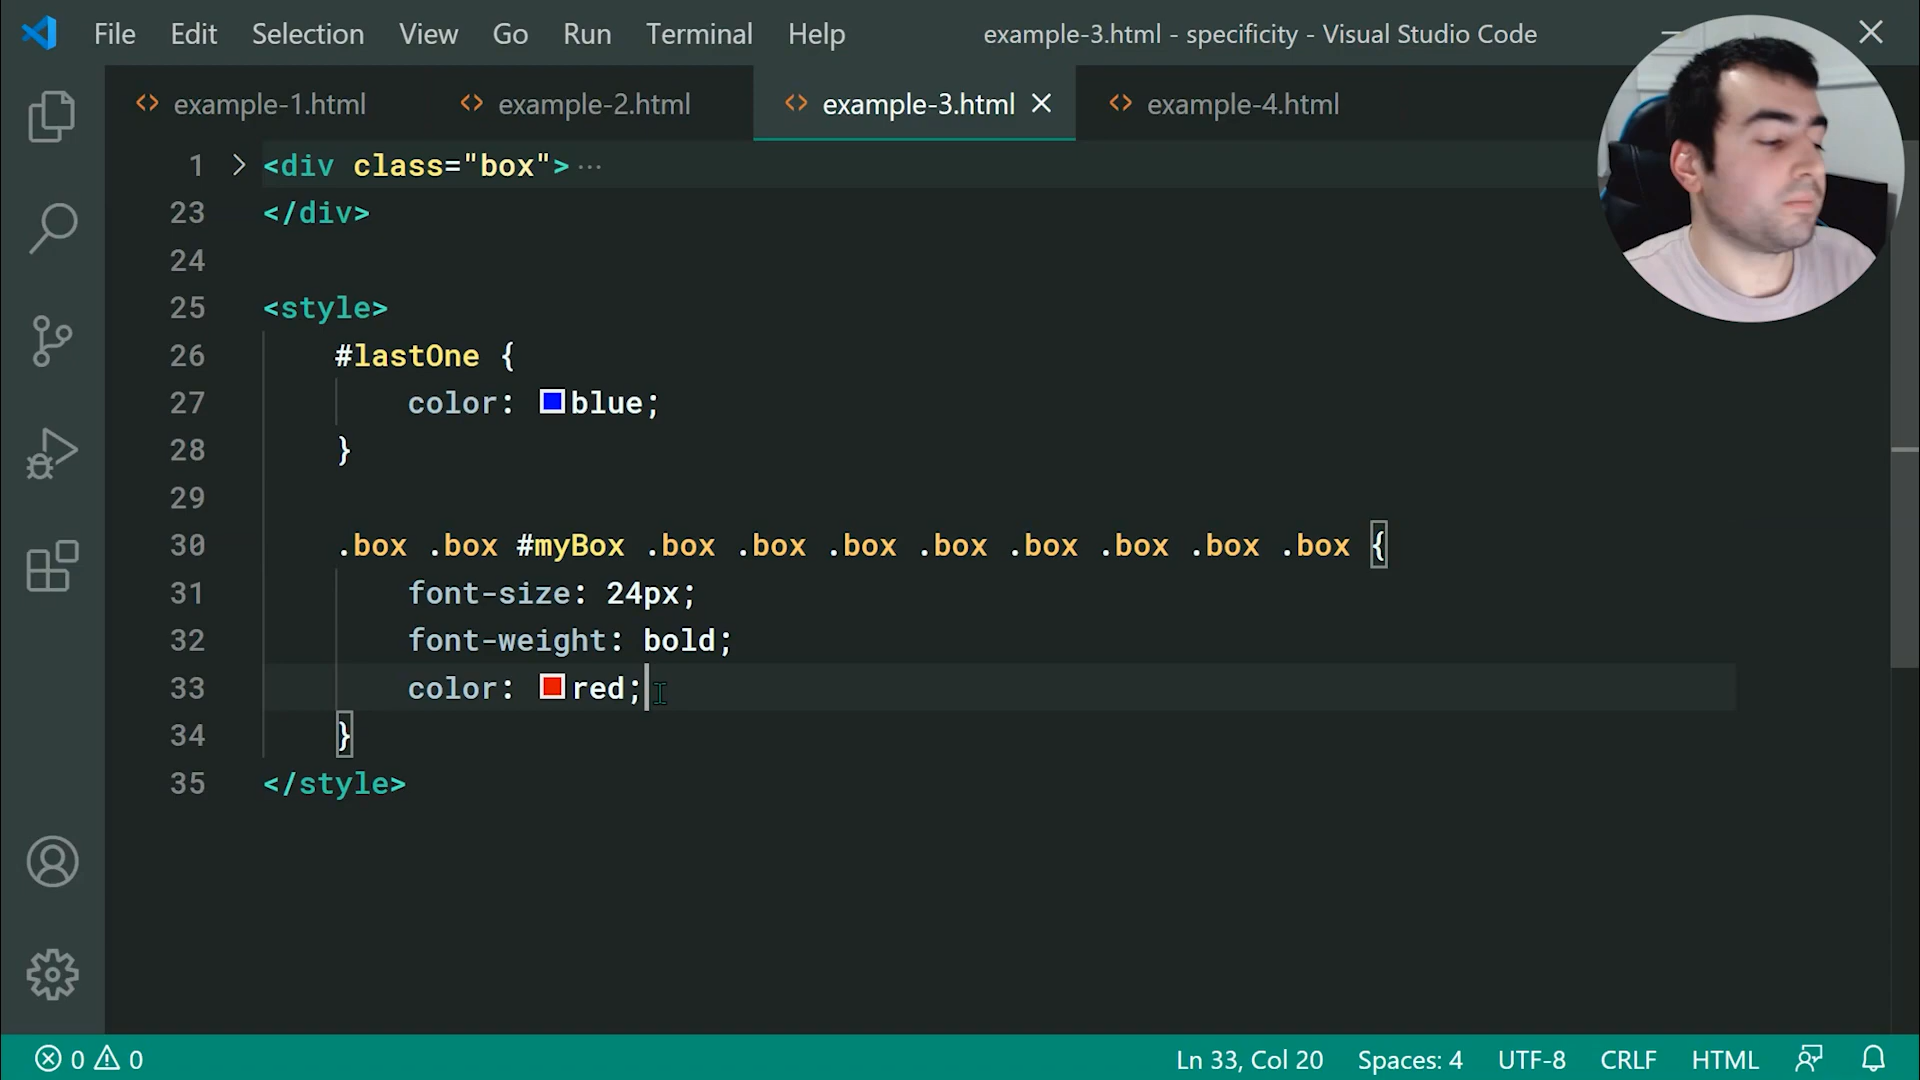 File Edit Selection View Go Run Terminal Help example-3.html - specificity - Visual Studio Code
example-1.html example-2.html example-3.html example-4.html
1 <div class="box"> ···
23 </div>
24
25 <style>
26 #lastOne {
27 color: blue;
28 }
29
30 .box .box #myBox .box .box .box .box .box .box .box .box {
31 font-size: 24px;
32 font-weight: bold;
33 color: red;
34 }
35 </style>
0 0 Ln 33, Col 20 Spaces: 4 UTF-8 CRLF HTML